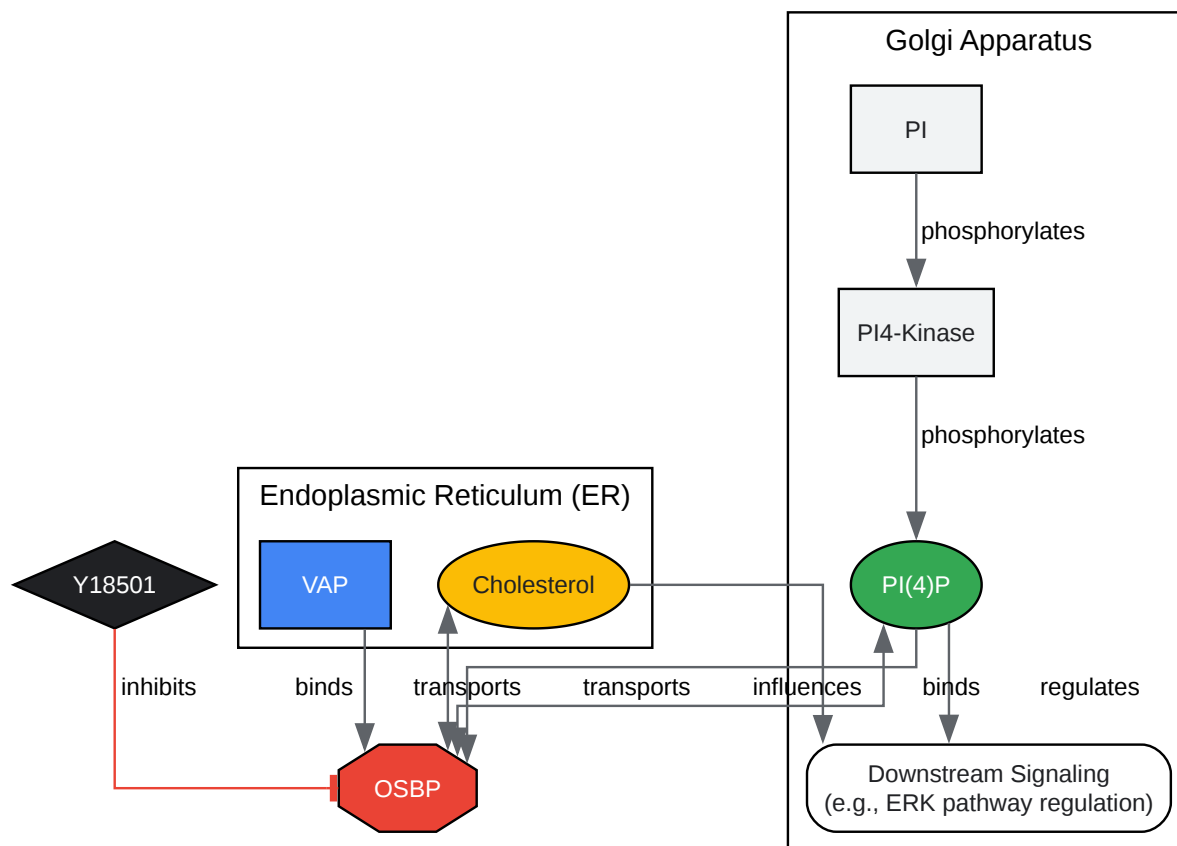 Golgi Apparatus
PI
phosphorylates
PI4-Kinase
phosphorylates
Endoplasmic Reticulum (ER)
Y18501
VAP
Cholesterol
PI(4)P
inhibits
binds
transports
transports
influences
binds
regulates
OSBP
Downstream Signaling
(e.g., ERK pathway regulation)